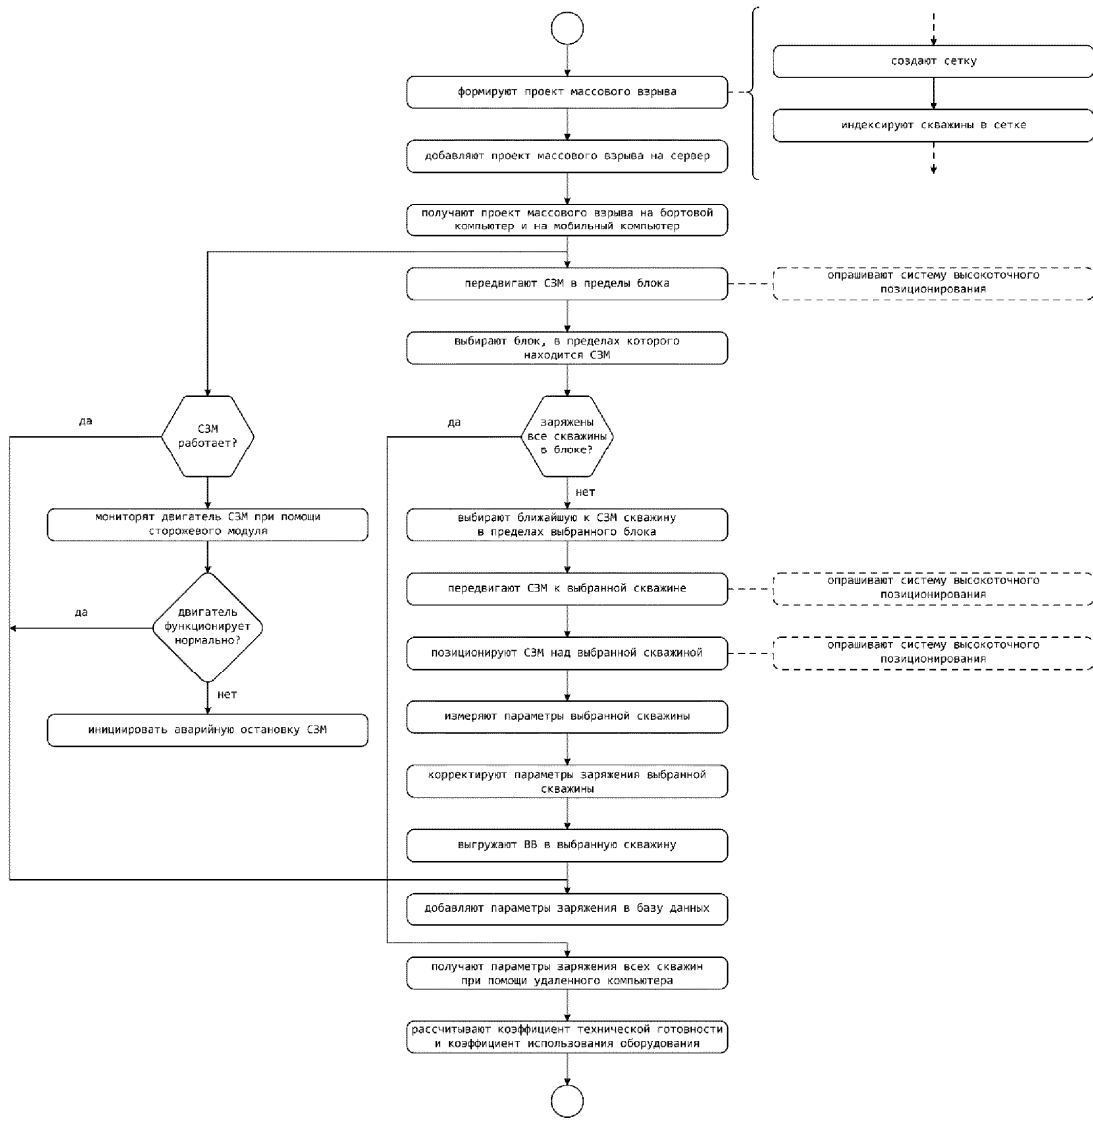 формируют проект массового взрыва
создают сетку
индексируют скважины в сетке
добавляют проект массового взрыва на сервер
получают проект массового взрыва на бортовой
компьютер и на мобильный компьютер
передвигают СЗМ в пределы блока
опрашивают систему высокоточного
позиционирования
выбирают блок, в пределах которого
находится СЗМ
да
СЗМ
работает?
да
заряжены
все скважины
в блоке?
нет
мониторят двигатель СЗМ при помощи
сторожевого модуля
выбирают ближайшую к СЗМ скважину
в пределах выбранного блока
да
двигатель
функционирует
нормально?
передвигают СЗМ к выбранной скважине
опрашивают систему высокоточного
позиционирования
позиционируют СЗМ над выбранной скважиной
опрашивают систему высокоточного
позиционирования
нет
инициировать аварийную остановку СЗМ
измеряют параметры выбранной скважины
корректируют параметры заряжения выбранной
скважины
выгружают ВВ в выбранную скважину
добавляют параметры заряжения в базу данных
получают параметры заряжения всех скважин
при помощи удаленного компьютера
рассчитывают коэффициент технической готовности
и коэффициент использования оборудования